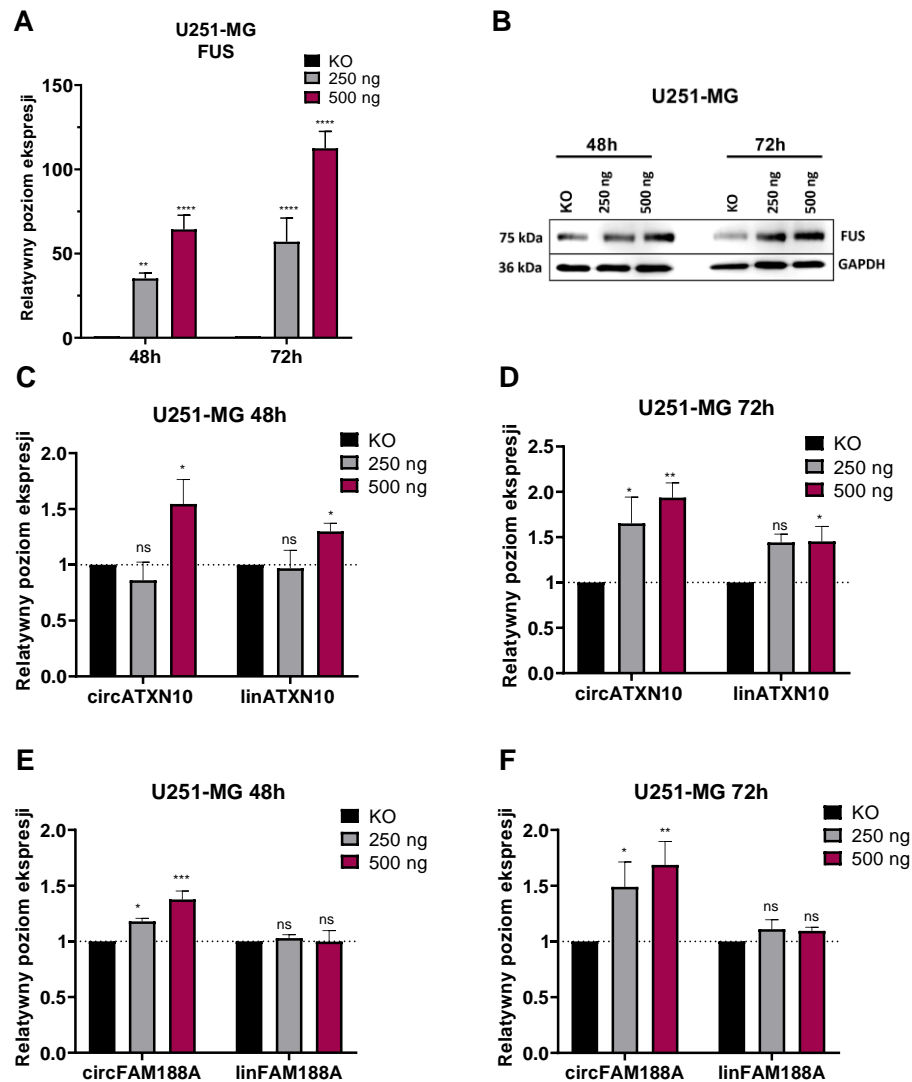 A
U251-MG
FUS
KO
250 ng
500 ng
Relatywny poziom ekspresji
150
100
50
0
**
****
****
****
48h
72h
B
U251-MG
48h
72h
KO
250 ng
500 ng
KO
250 ng
500 ng
75 kDa
FUS
36 kDa
GAPDH
C
U251-MG 48h
KO
250 ng
500 ng
Relatywny poziom ekspresji
2.0
1.5
1
0.5
0.0
ns
*
ns
*
circATXN10
linATXN10
D
U251-MG 72h
KO
250 ng
500 ng
Relatywny poziom ekspresji
2.5
2.0
1.5
1
0.5
0.0
*
**
ns
*
circATXN10
linATXN10
E
U251-MG 48h
KO
250 ng
500 ng
Relatywny poziom ekspresji
2.0
1.5
1
0.5
0.0
*
***
ns
ns
circFAM188A
linFAM188A
F
U251-MG 72h
KO
250 ng
500 ng
Relatywny poziom ekspresji
2.0
1.5
1
0.5
0.0
*
**
ns
ns
circFAM188A
linFAM188A